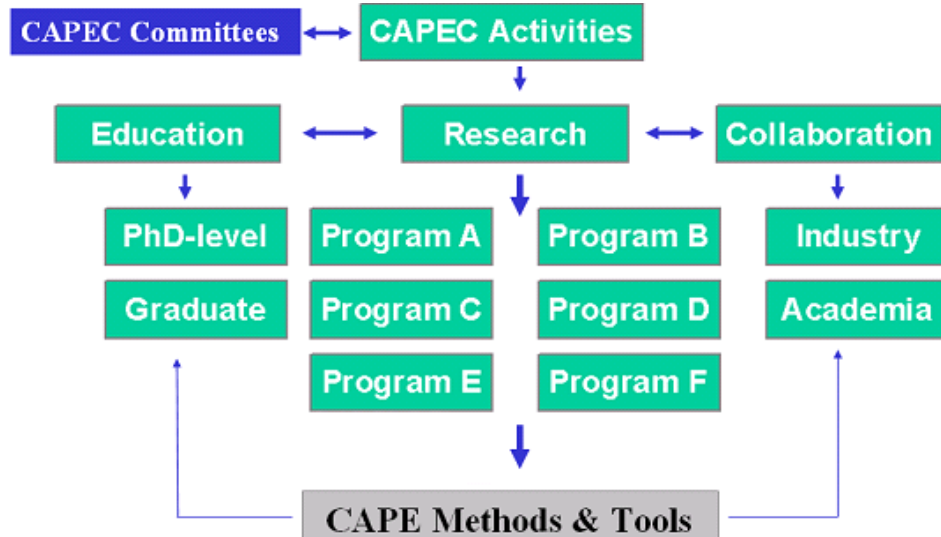 CAPEC Committees
CAPEC Activities
Education
Research
Collaboration
PhD-level
Program A
Program B
Industry
Graduate
Program C
Program D
Academia
Program E
Program F
CAPE Methods & Tools